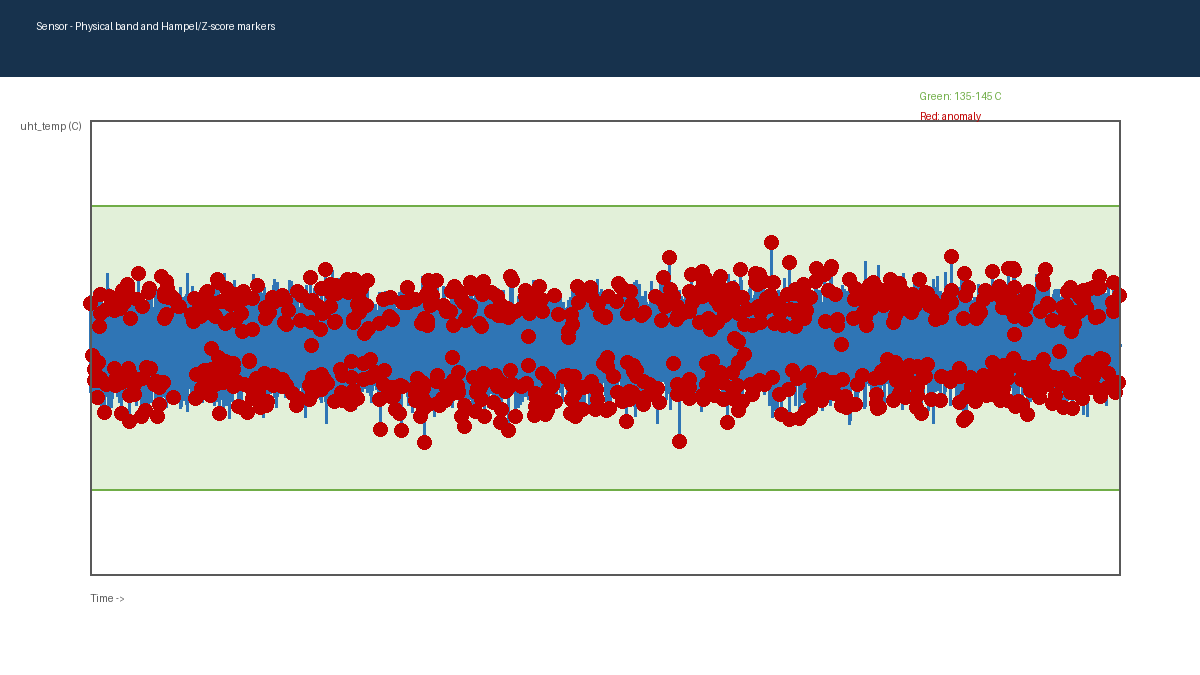 Sensor - Physical band and Hampel/Z-score markers
Green: 135-145 C
Red: anomaly
uht_temp (C)
Time ->